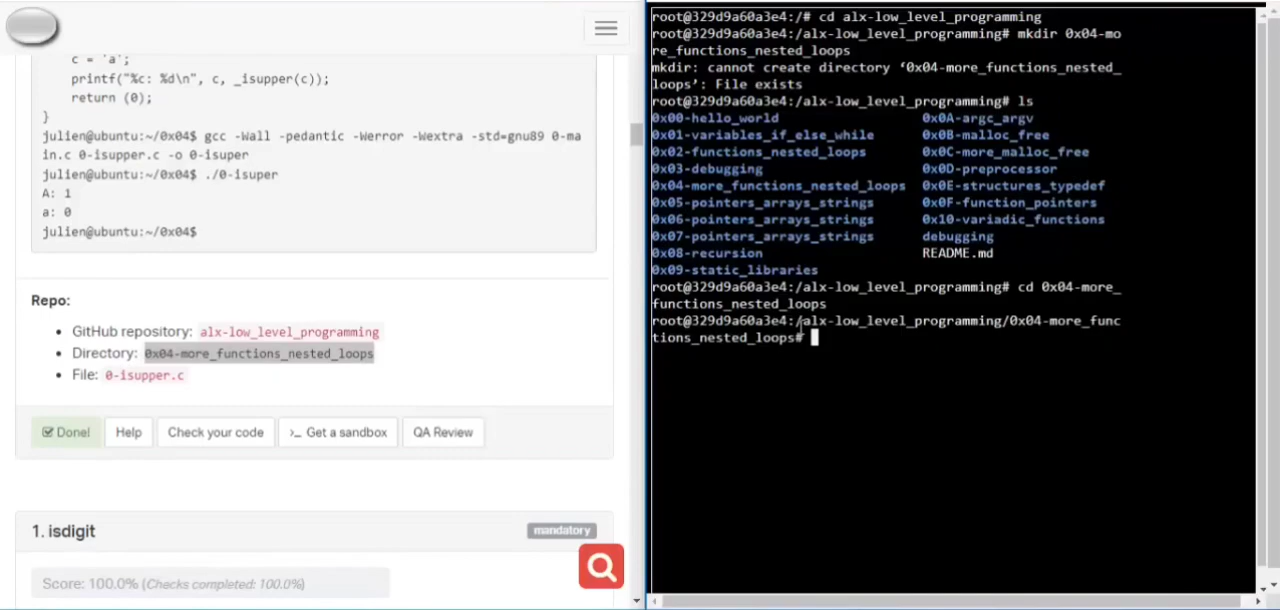 c = 'a';
printf("%c: %d\n", c, _isupper(c));
return (0);
}
julien@ubuntu:~/0x04$ gcc -Wall -pedantic -Werror -Wextra -std=gnu89 0-ma
in.c 0-isupper.c -o 0-isuper
julien@ubuntu:~/0x04$ ./0-isuper
A: 1
a: 0
julien@ubuntu:~/0x04$
Repo:
GitHub repository: alx-low_level_programming
Directory: 0x04-more_functions_nested_loops
File: 0-isupper.c
Done! Help Check your code >_ Get a sandbox QA Review
1. isdigit mandatory
Score: 100.0% (Checks completed: 100.0%)
root@329d9a60a3e4:/# cd alx-low_level_programming
root@329d9a60a3e4:/alx-low_level_programming# mkdir 0x04-mo
re_functions_nested_loops
mkdir: cannot create directory ‘0x04-more_functions_nested_
loops’: File exists
root@329d9a60a3e4:/alx-low_level_programming# ls
0x00-hello_world 0x0A-argc_argv
0x01-variables_if_else_while 0x0B-malloc_free
0x02-functions_nested_loops 0x0C-more_malloc_free
0x03-debugging 0x0D-preprocessor
0x04-more_functions_nested_loops 0x0E-structures_typedef
0x05-pointers_arrays_strings 0x0F-function_pointers
0x06-pointers_arrays_strings 0x10-variadic_functions
0x07-pointers_arrays_strings debugging
0x08-recursion README.md
0x09-static_libraries
root@329d9a60a3e4:/alx-low_level_programming# cd 0x04-more_
functions_nested_loops
root@329d9a60a3e4:/alx-low_level_programming/0x04-more_func
tions_nested_loops#